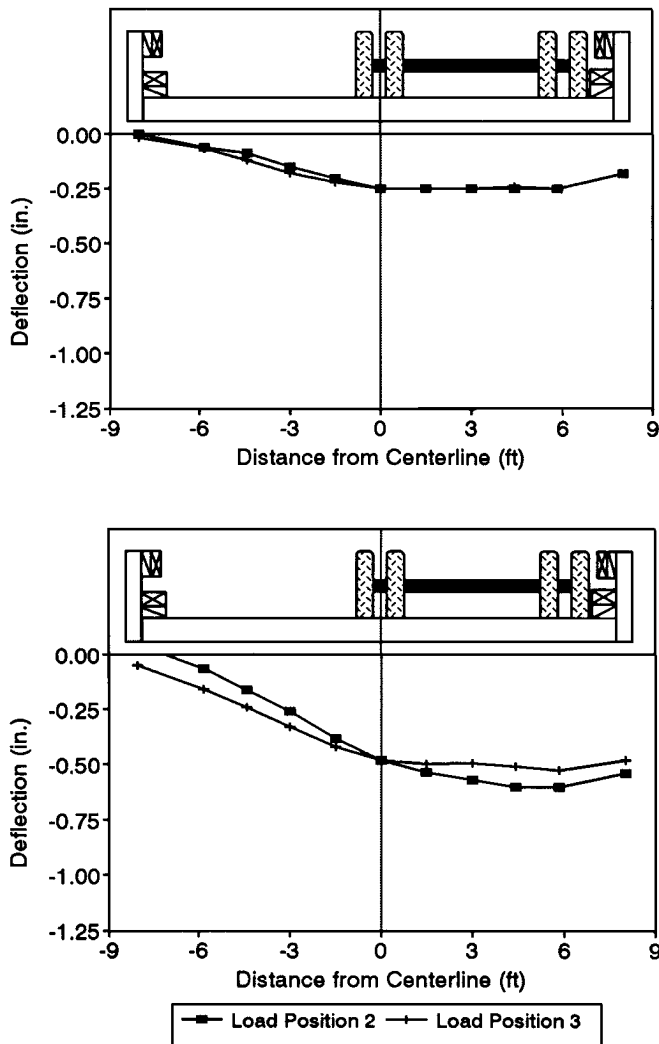 0.00
-0.25
-0.50
-0.75
-1.00
-1.25
Deflection (in.)
-9 -6 -3 0 3 6 9
Distance from Centerline (ft)
0.00
-0.25
-0.50
-0.75
-1.00
-1.25
Deflection (in.)
-9 -6 -3 0 3 6 9
Distance from Centerline (ft)
Load Position 2 Load Position 3